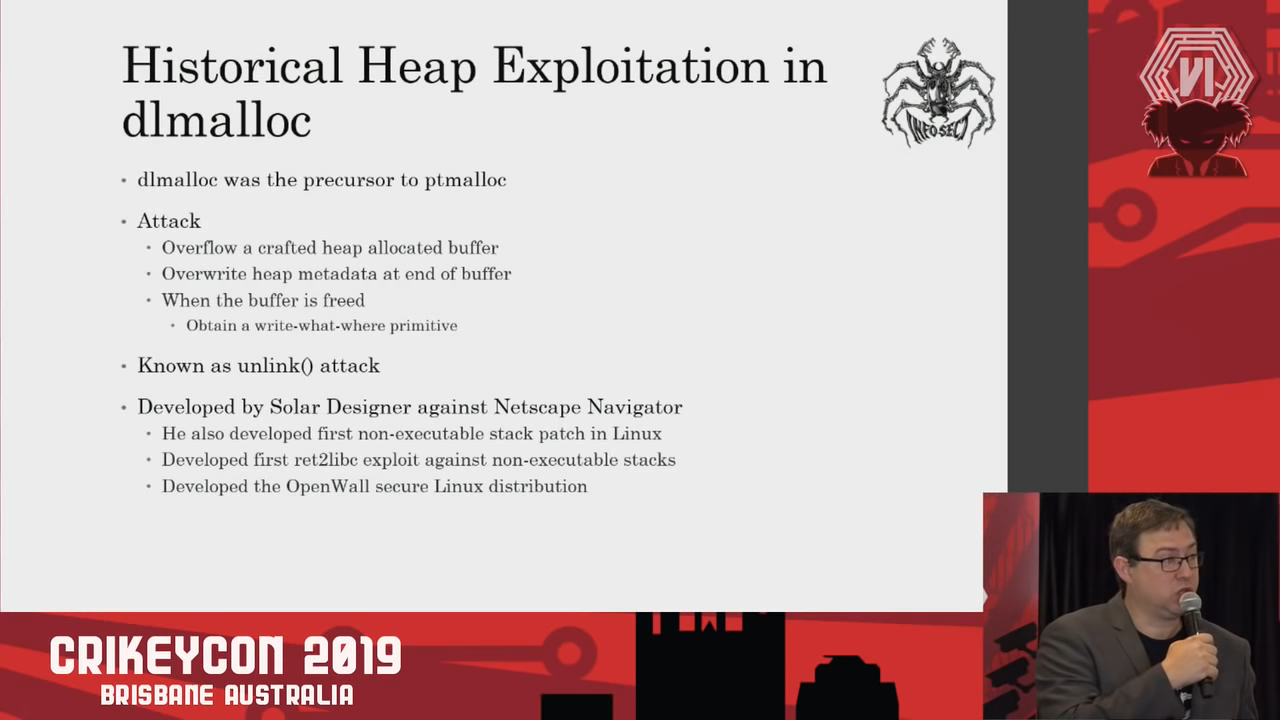 Historical Heap Exploitation in
dlmalloc
INFOSECT
VI
• dlmalloc was the precursor to ptmalloc
• Attack
• Overflow a crafted heap allocated buffer
• Overwrite heap metadata at end of buffer
• When the buffer is freed
• Obtain a write-what-where primitive
• Known as unlink() attack
• Developed by Solar Designer against Netscape Navigator
• He also developed first non-executable stack patch in Linux
• Developed first ret2libc exploit against non-executable stacks
• Developed the OpenWall secure Linux distribution
CRIKEYCON 2019
BRISBANE AUSTRALIA